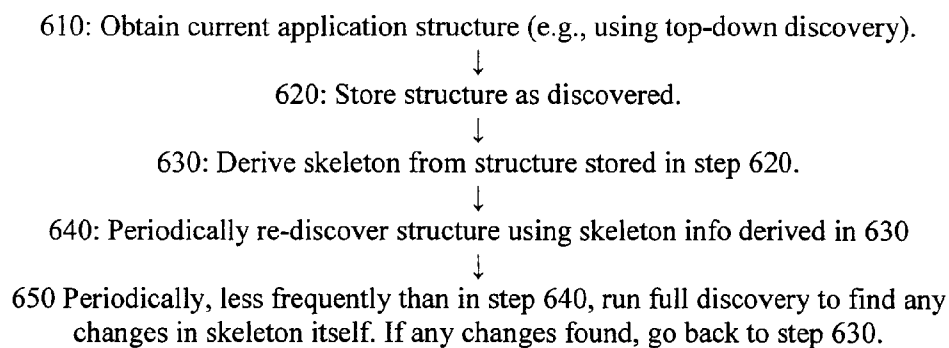 610: Obtain current application structure (e.g., using top-down discovery).
↓
620: Store structure as discovered.
↓
630: Derive skeleton from structure stored in step 620.
↓
640: Periodically re-discover structure using skeleton info derived in 630
↓
650 Periodically, less frequently than in step 640, run full discovery to find any
changes in skeleton itself. If any changes found, go back to step 630.